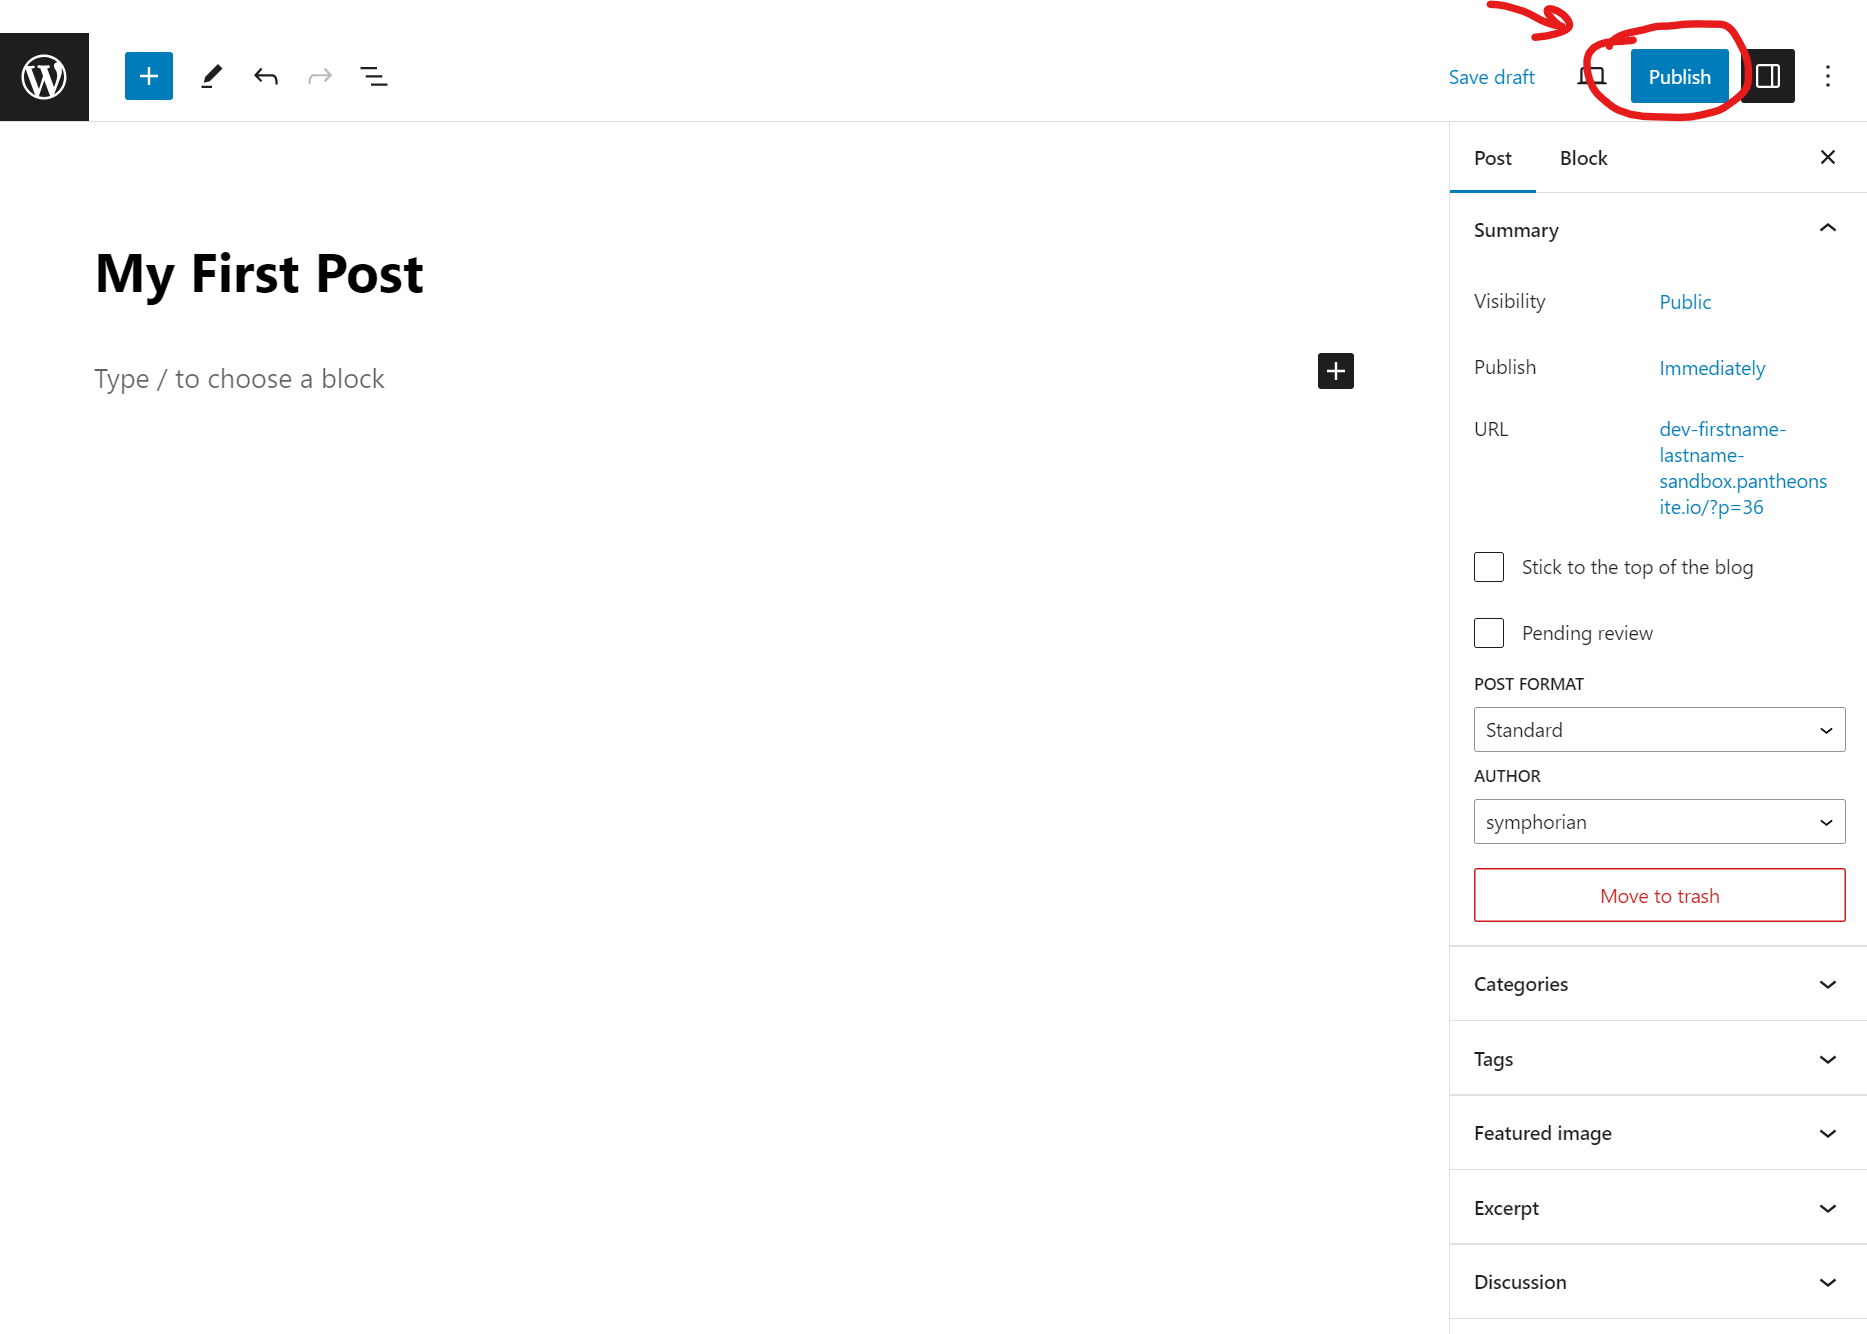 Save draft
Publish
Post Block
Summary
My First Post
Visibility Public
Type / to choose a block
Publish Immediately
URL dev-firstname-
lastname-
sandbox.pantheons
ite.io/?p=36
Stick to the top of the blog
Pending review
POST FORMAT
Standard
AUTHOR
symphorian
Move to trash
Categories
Tags
Featured image
Excerpt
Discussion